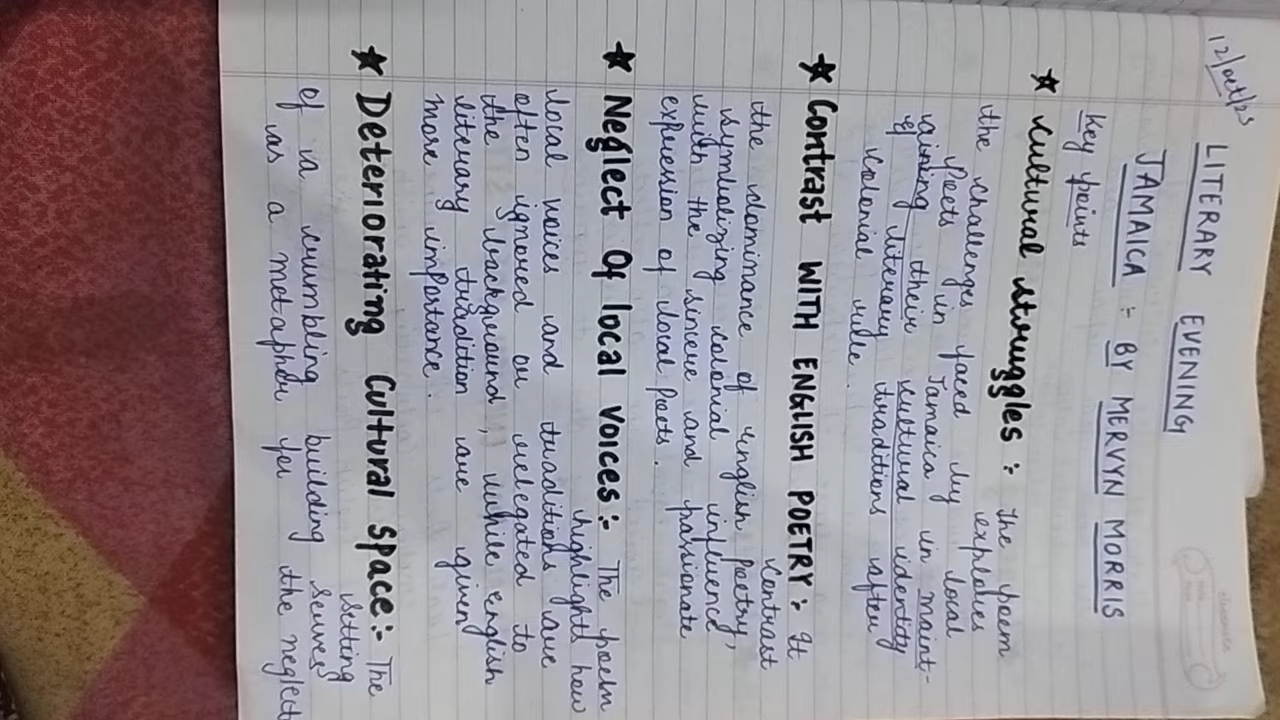 12/oct/
LITERARY EVENING
JAMAICA :- BY MERVYN MORRIS
Key points
★ Cultural struggles : The poem explores
the challenges faced by local
poets in Jamaica in maint-
aining their cultural identity
& literary traditions after
colonial rule.
★ Contrast WITH ENGLISH POETRY : It contrast
the dominance of english poetry,
symbolizing colonial influend
with the sincere and passionate
expression of local poets.
★ Neglect Of local voices :- The poem highlights how
local voices and traditions are
often ignored or relegated to
the background, while english
literary tradition are given
more importance.
★ Deteriorating Cultural Space :- The setting
of a crumbling building serves
as a metaphor for the neglect